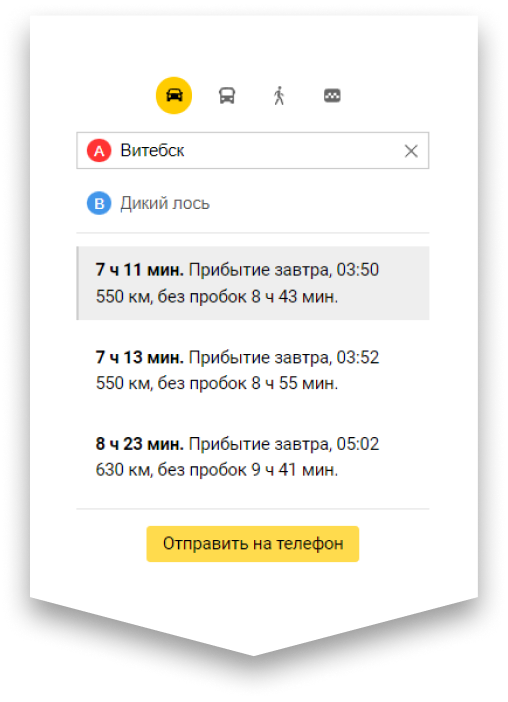 A Витебск
B Дикий лось
7 ч 11 мин. Прибытие завтра, 03:50
550 км, без пробок 8 ч 43 мин.
7 ч 13 мин. Прибытие завтра, 03:52
550 км, без пробок 8 ч 55 мин.
8 ч 23 мин. Прибытие завтра, 05:02
630 км, без пробок 9 ч 41 мин.
Отправить на телефон